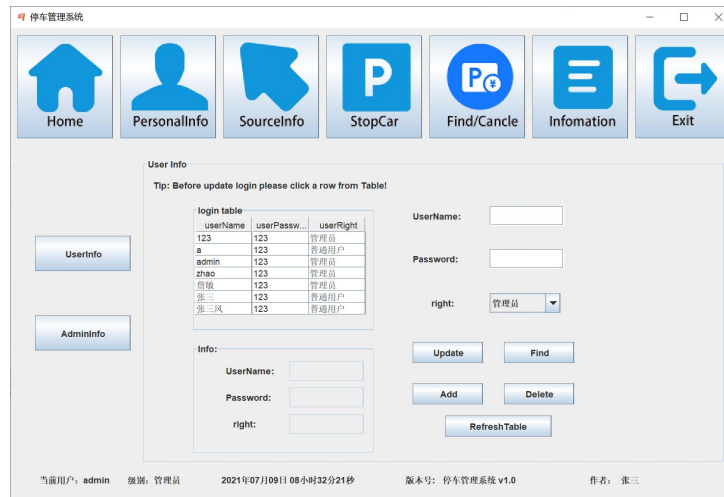 停车管理系统
Home PersonalInfo SourceInfo StopCar Find/Cancle Infomation Exit
User Info
Tip: Before update login please click a row from Table!
login table
userName userPassw... userRight
123 123 管理员
a 123 普通用户
admin 123 管理员
zhao 123 管理员
詹敏 123 管理员
张三 123 普通用户
张三风 123 普通用户
UserName:
Password:
right: 管理员
UserInfo
AdminInfo
Info:
UserName:
Password:
right:
Update Find
Add Delete
RefreshTable
当前用户: admin 级别: 管理员 2021年07月09日 08小时32分21秒 版本号: 停车管理系统 v1.0 作者: 张三